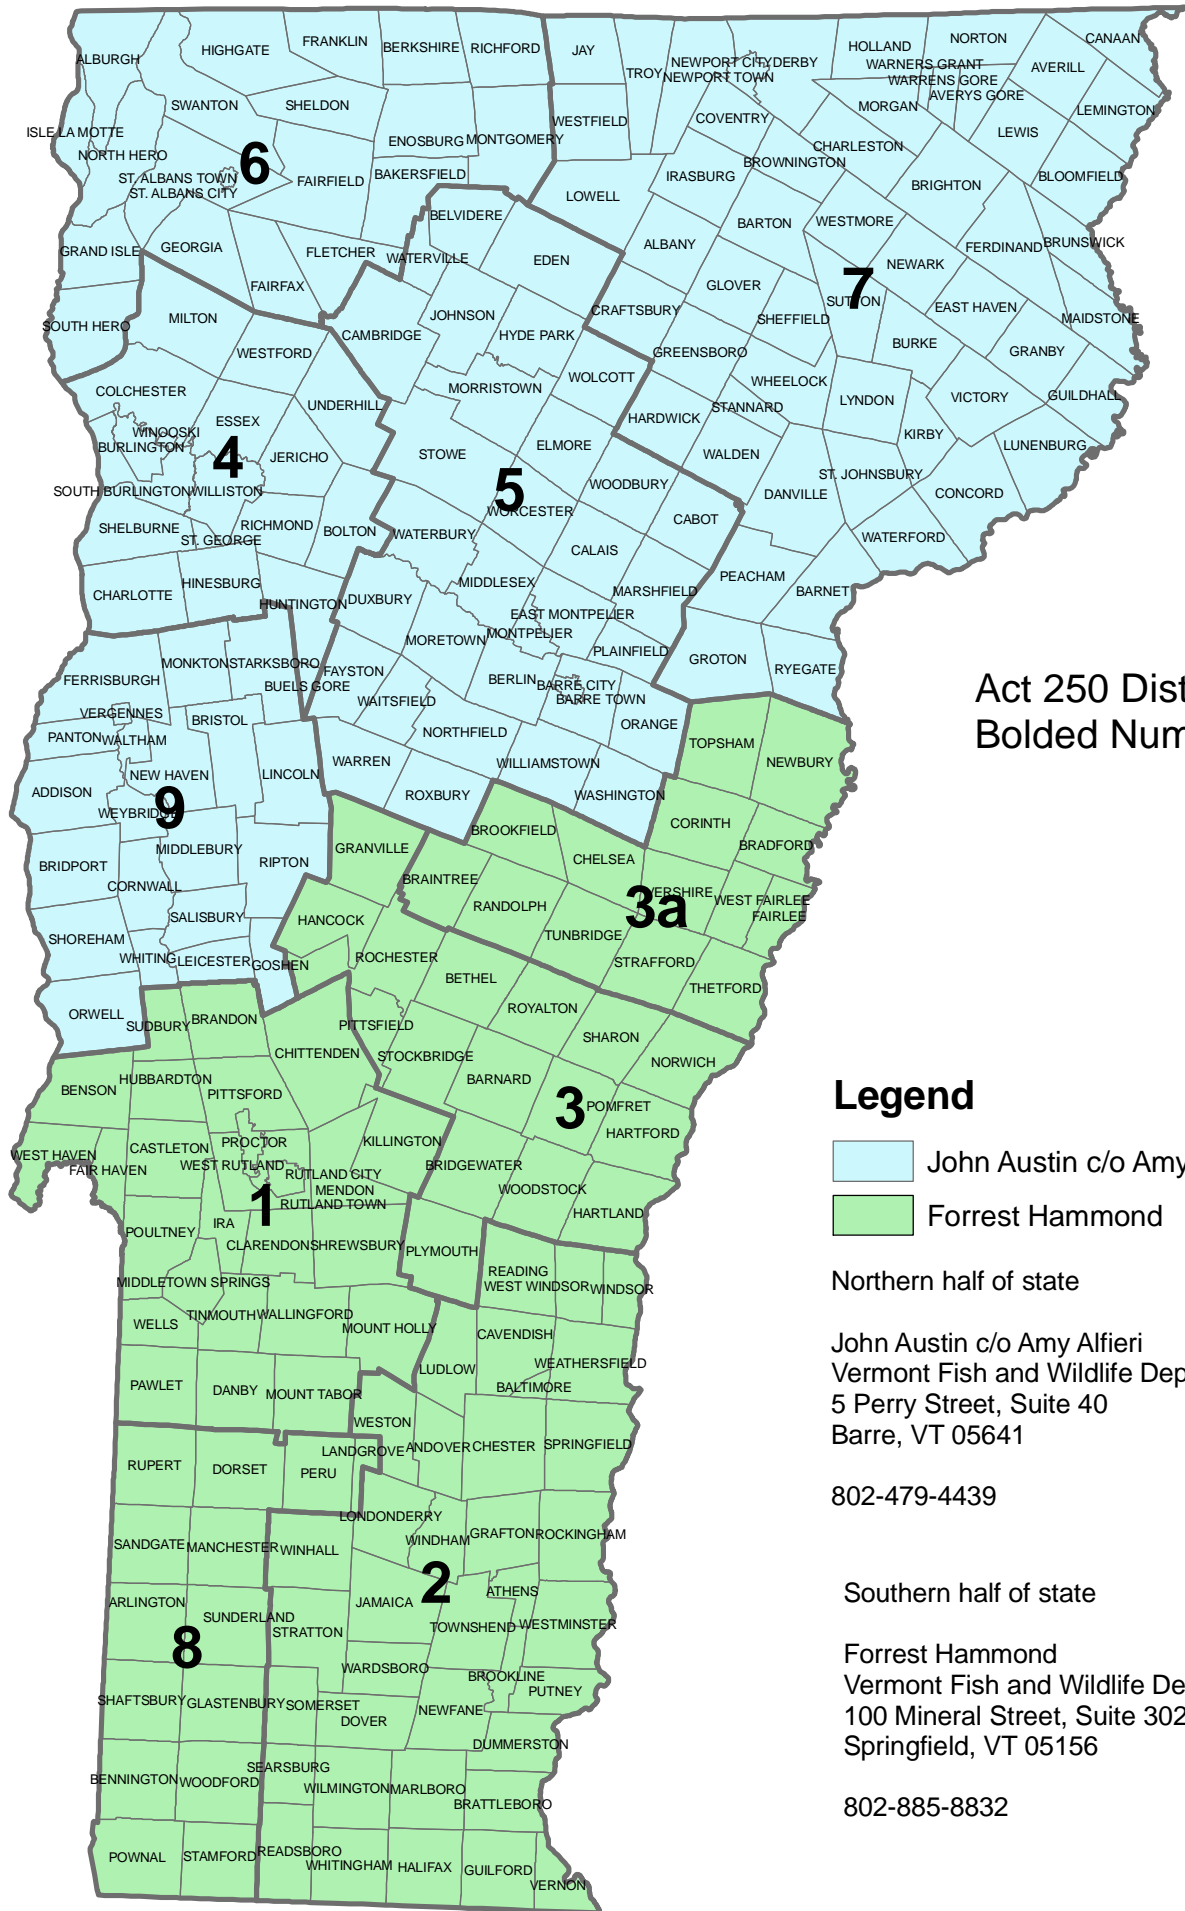 ALBURGH
HIGHGATE
FRANKLIN
BERKSHIRE
RICHFORD
JAY
TROY
NEWPORT CITY
DERBY
NEWPORT TOWN
HOLLAND
NORTON
CANAAN
WARNERS GRANT
WARRENS GORE
AVERYS GORE
AVERILL
LEMINGTON
MORGAN
LEWIS
SWANTON
SHELDON
ISLE LA MOTTE
ENOSBURG
MONTGOMERY
WESTFIELD
COVENTRY
CHARLESTON
BROWNINGTON
NORTH HERO
6
ST. ALBANS TOWN
ST. ALBANS CITY
FAIRFIELD
BAKERSFIELD
LOWELL
IRASBURG
BRIGHTON
BLOOMFIELD
BELVIDERE
BARTON
WESTMORE
GRAND ISLE
GEORGIA
FLETCHER
WATERVILLE
EDEN
ALBANY
FERDINAND
BRUNSWICK
NEWARK
7
FAIRFAX
GLOVER
SUTTON
EAST HAVEN
SOUTH HERO
MILTON
JOHNSON
CRAFTSBURY
SHEFFIELD
MAIDSTONE
CAMBRIDGE
HYDE PARK
WESTFORD
GREENSBORO
BURKE
GRANBY
COLCHESTER
MORRISTOWN
WOLCOTT
WHEELOCK
LYNDON
VICTORY
GUILDHALL
UNDERHILL
HARDWICK
STANNARD
ESSEX
WINOOSKI
BURLINGTON
4
JERICHO
STOWE
ELMORE
WALDEN
KIRBY
LUNENBURG
5
WOODBURY
ST. JOHNSBURY
DANVILLE
CONCORD
SOUTH BURLINGTON
WILLISTON
WORCESTER
CABOT
SHELBURNE
RICHMOND
ST. GEORGE
BOLTON
WATERBURY
WATERFORD
CALAIS
CHARLOTTE
HINESBURG
HUNTINGTON
DUXBURY
MIDDLESEX
MARSHFIELD
PEACHAM
BARNET
EAST MONTPELIER
MONTPELIER
MORETOWN
PLAINFIELD
GROTON
RYEGATE
FERRISBURGH
MONKTON
STARKSBORO
BUELS GORE
FAYSTON
BERLIN
BARRE CITY
BARRE TOWN
WAITSFIELD
VERGENNES
BRISTOL
PANTON
WALTHAM
NORTHFIELD
ORANGE
Act 250 Dist
Bolded Num
TOPSHAM
NEWBURY
NEW HAVEN
LINCOLN
WARREN
WILLIAMSTOWN
ADDISON
9
WEYBRIDGE
ROXBURY
WASHINGTON
BROOKFIELD
CORINTH
BRADFORD
MIDDLEBURY
GRANVILLE
BRIDPORT
RIPTON
CHELSEA
CORNWALL
BRAINTREE
VERSHIRE
3a
WEST FAIRLEE
FAIRLEE
SALISBURY
HANCOCK
RANDOLPH
TUNBRIDGE
SHOREHAM
WHITING
LEICESTER
GOSHEN
ROCHESTER
STRAFFORD
BETHEL
THETFORD
ORWELL
SUDBURY
BRANDON
PITTSFIELD
ROYALTON
SHARON
CHITTENDEN
STOCKBRIDGE
NORWICH
BENSON
HUBBARDTON
PITTSFORD
BARNARD
3
POMFRET
HARTFORD
WEST HAVEN
FAIR HAVEN
CASTLETON
PROCTOR
KILLINGTON
WEST RUTLAND
RUTLAND CITY
MENDON
RUTLAND TOWN
BRIDGEWATER
WOODSTOCK
HARTLAND
1
POULTNEY
IRA
CLARENDON
SHREWSBURY
PLYMOUTH
READING
WEST WINDSOR
WINDSOR
MIDDLETOWN SPRINGS
TINMOUTH
WALLINGFORD
WELLS
MOUNT HOLLY
CAVENDISH
LUDLOW
WEATHERSFIELD
BALTIMORE
PAWLET
DANBY
MOUNT TABOR
WESTON
LANDGROVE
ANDOVER
CHESTER
SPRINGFIELD
RUPERT
DORSET
PERU
LONDONDERRY
WINDHAM
GRAFTON
ROCKINGHAM
SANDGATE
MANCHESTER
WINHALL
2
ATHENS
ARLINGTON
JAMAICA
SUNDERLAND
STRATTON
TOWNSHEND
WESTMINSTER
8
WARDSBORO
BROOKLINE
PUTNEY
SHAFTSBURY
GLASTENBURY
SOMERSET
DOVER
NEWFANE
DUMMERSTON
SEARSBURG
BENNINGTON
WOODFORD
WILMINGTON
MARLBORO
BRATTLEBORO
POWNAL
STAMFORD
READSBORO
WHITINGHAM
HALIFAX
GUILFORD
VERNON
Legend
John Austin c/o Amy
Forrest Hammond
Northern half of state
John Austin c/o Amy Alfieri
Vermont Fish and Wildlife Dep
5 Perry Street, Suite 40
Barre, VT 05641
802-479-4439
Southern half of state
Forrest Hammond
Vermont Fish and Wildlife De
100 Mineral Street, Suite 302
Springfield, VT 05156
802-885-8832